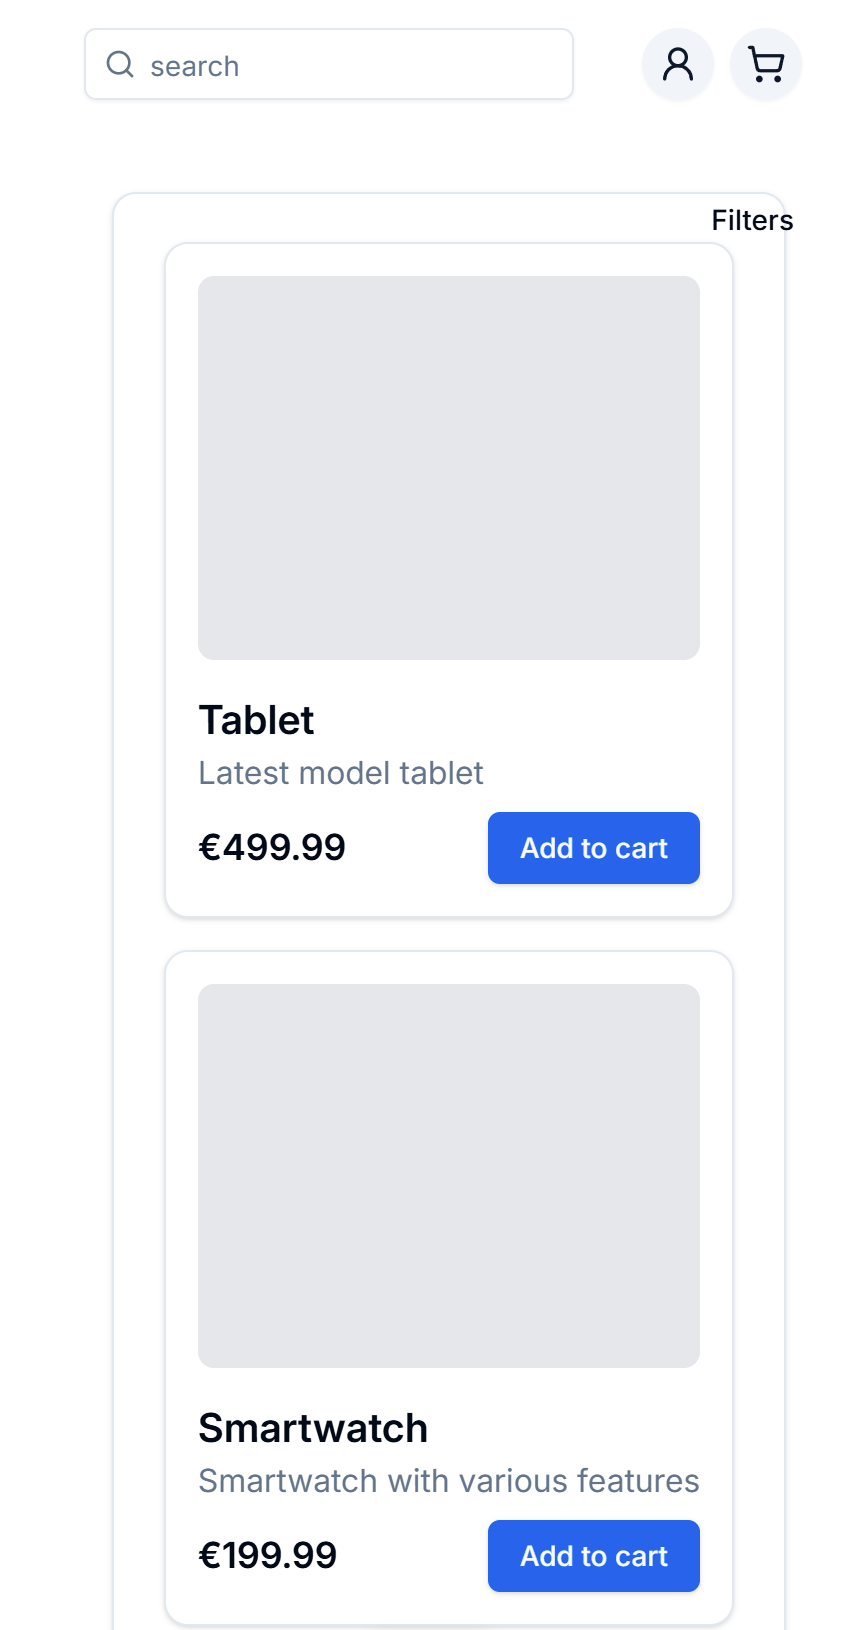 search
Filters
Tablet
Latest model tablet
€499.99
Add to cart
Smartwatch
Smartwatch with various features
€199.99
Add to cart